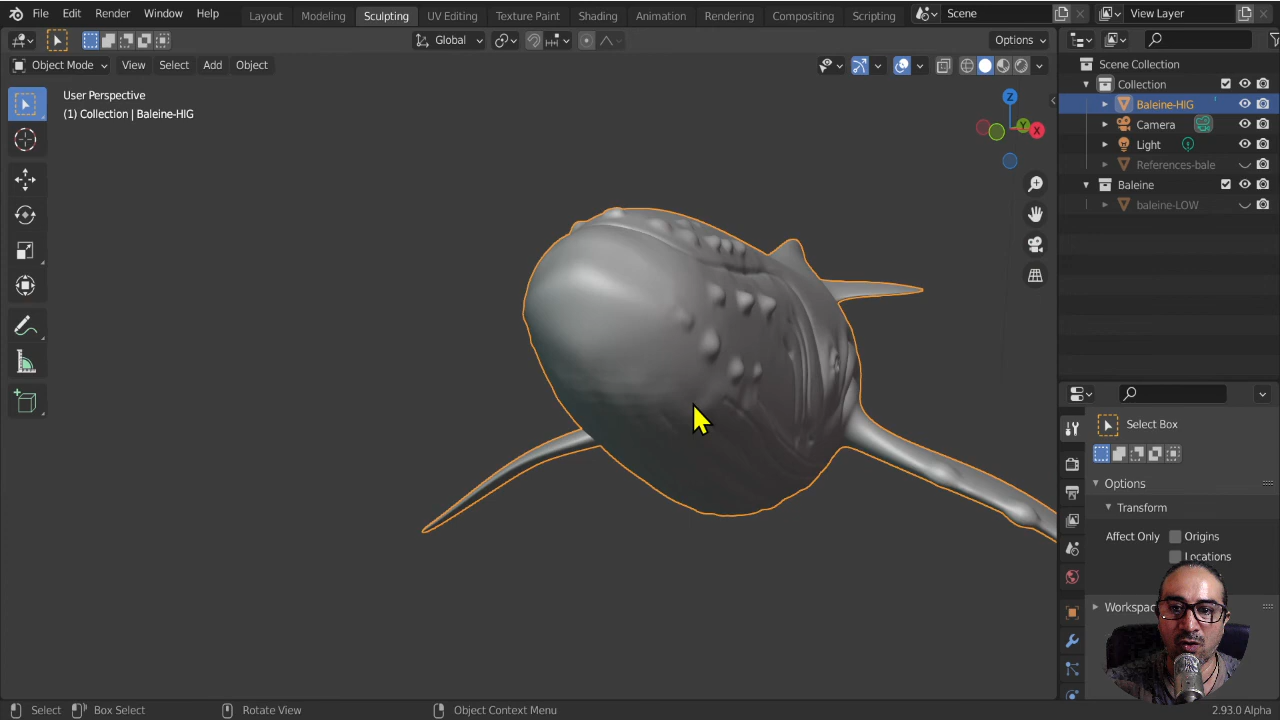 File Edit Render Window Help Layout Modeling Sculpting UV Editing Texture Paint Shading Animation Rendering Compositing Scripting Scene View Layer
Global Options
Object Mode View Select Add Object
User Perspective
(1) Collection | Baleine-HIG
Z
Y
X
Scene Collection
Collection
Baleine-HIG
Camera
Light
References-bale
Baleine
baleine-LOW
Select Box
Options
Transform
Affect Only Origins
Locations
Workspac
Select Box Select Rotate View Object Context Menu 2.93.0 Alpha